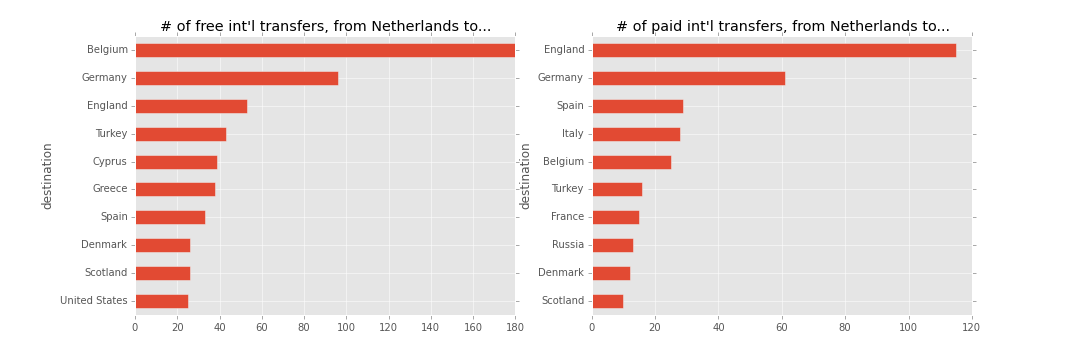 # of free int'l transfers, from Netherlands to...
destination
Belgium
Germany
England
Turkey
Cyprus
Greece
Spain
Denmark
Scotland
United States
0 20 40 60 80 100 120 140 160 180
# of paid int'l transfers, from Netherlands to...
destination
England
Germany
Spain
Italy
Belgium
Turkey
France
Russia
Denmark
Scotland
0 20 40 60 80 100 120